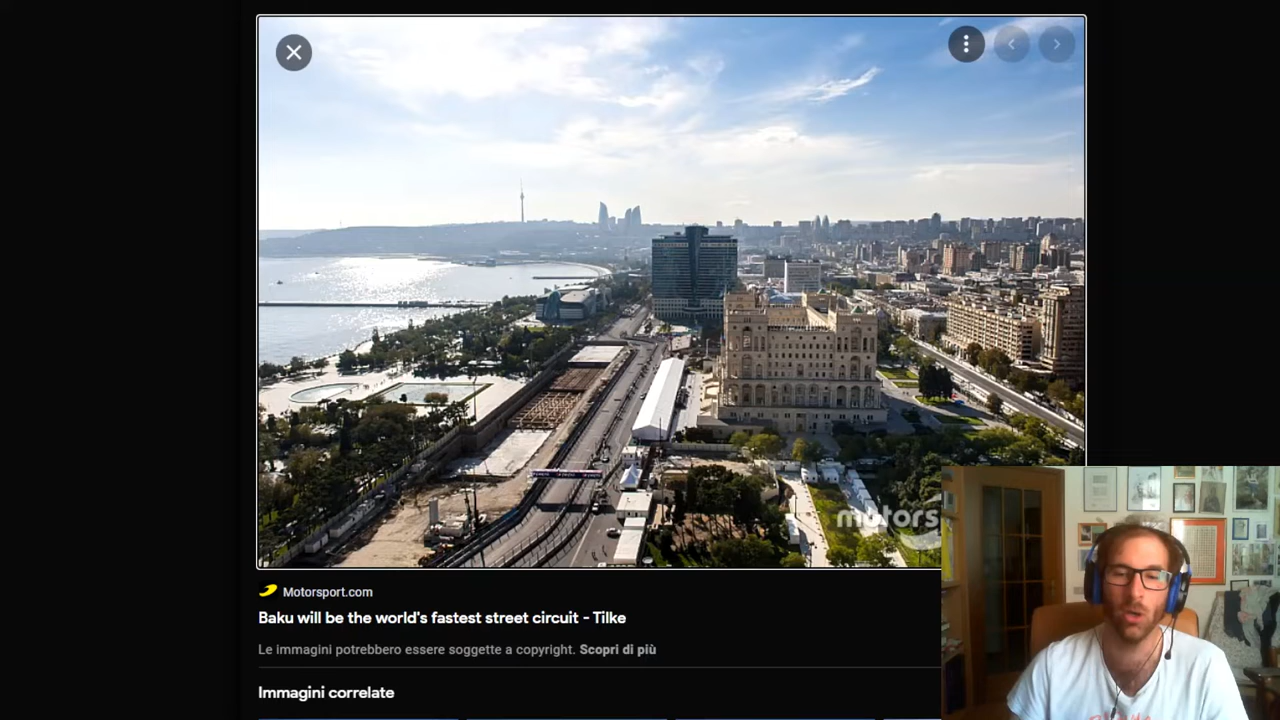 motors
Motorsport.com
Baku will be the world's fastest street circuit - Tilke
Le immagini potrebbero essere soggette a copyright. Scopri di più
Immagini correlate